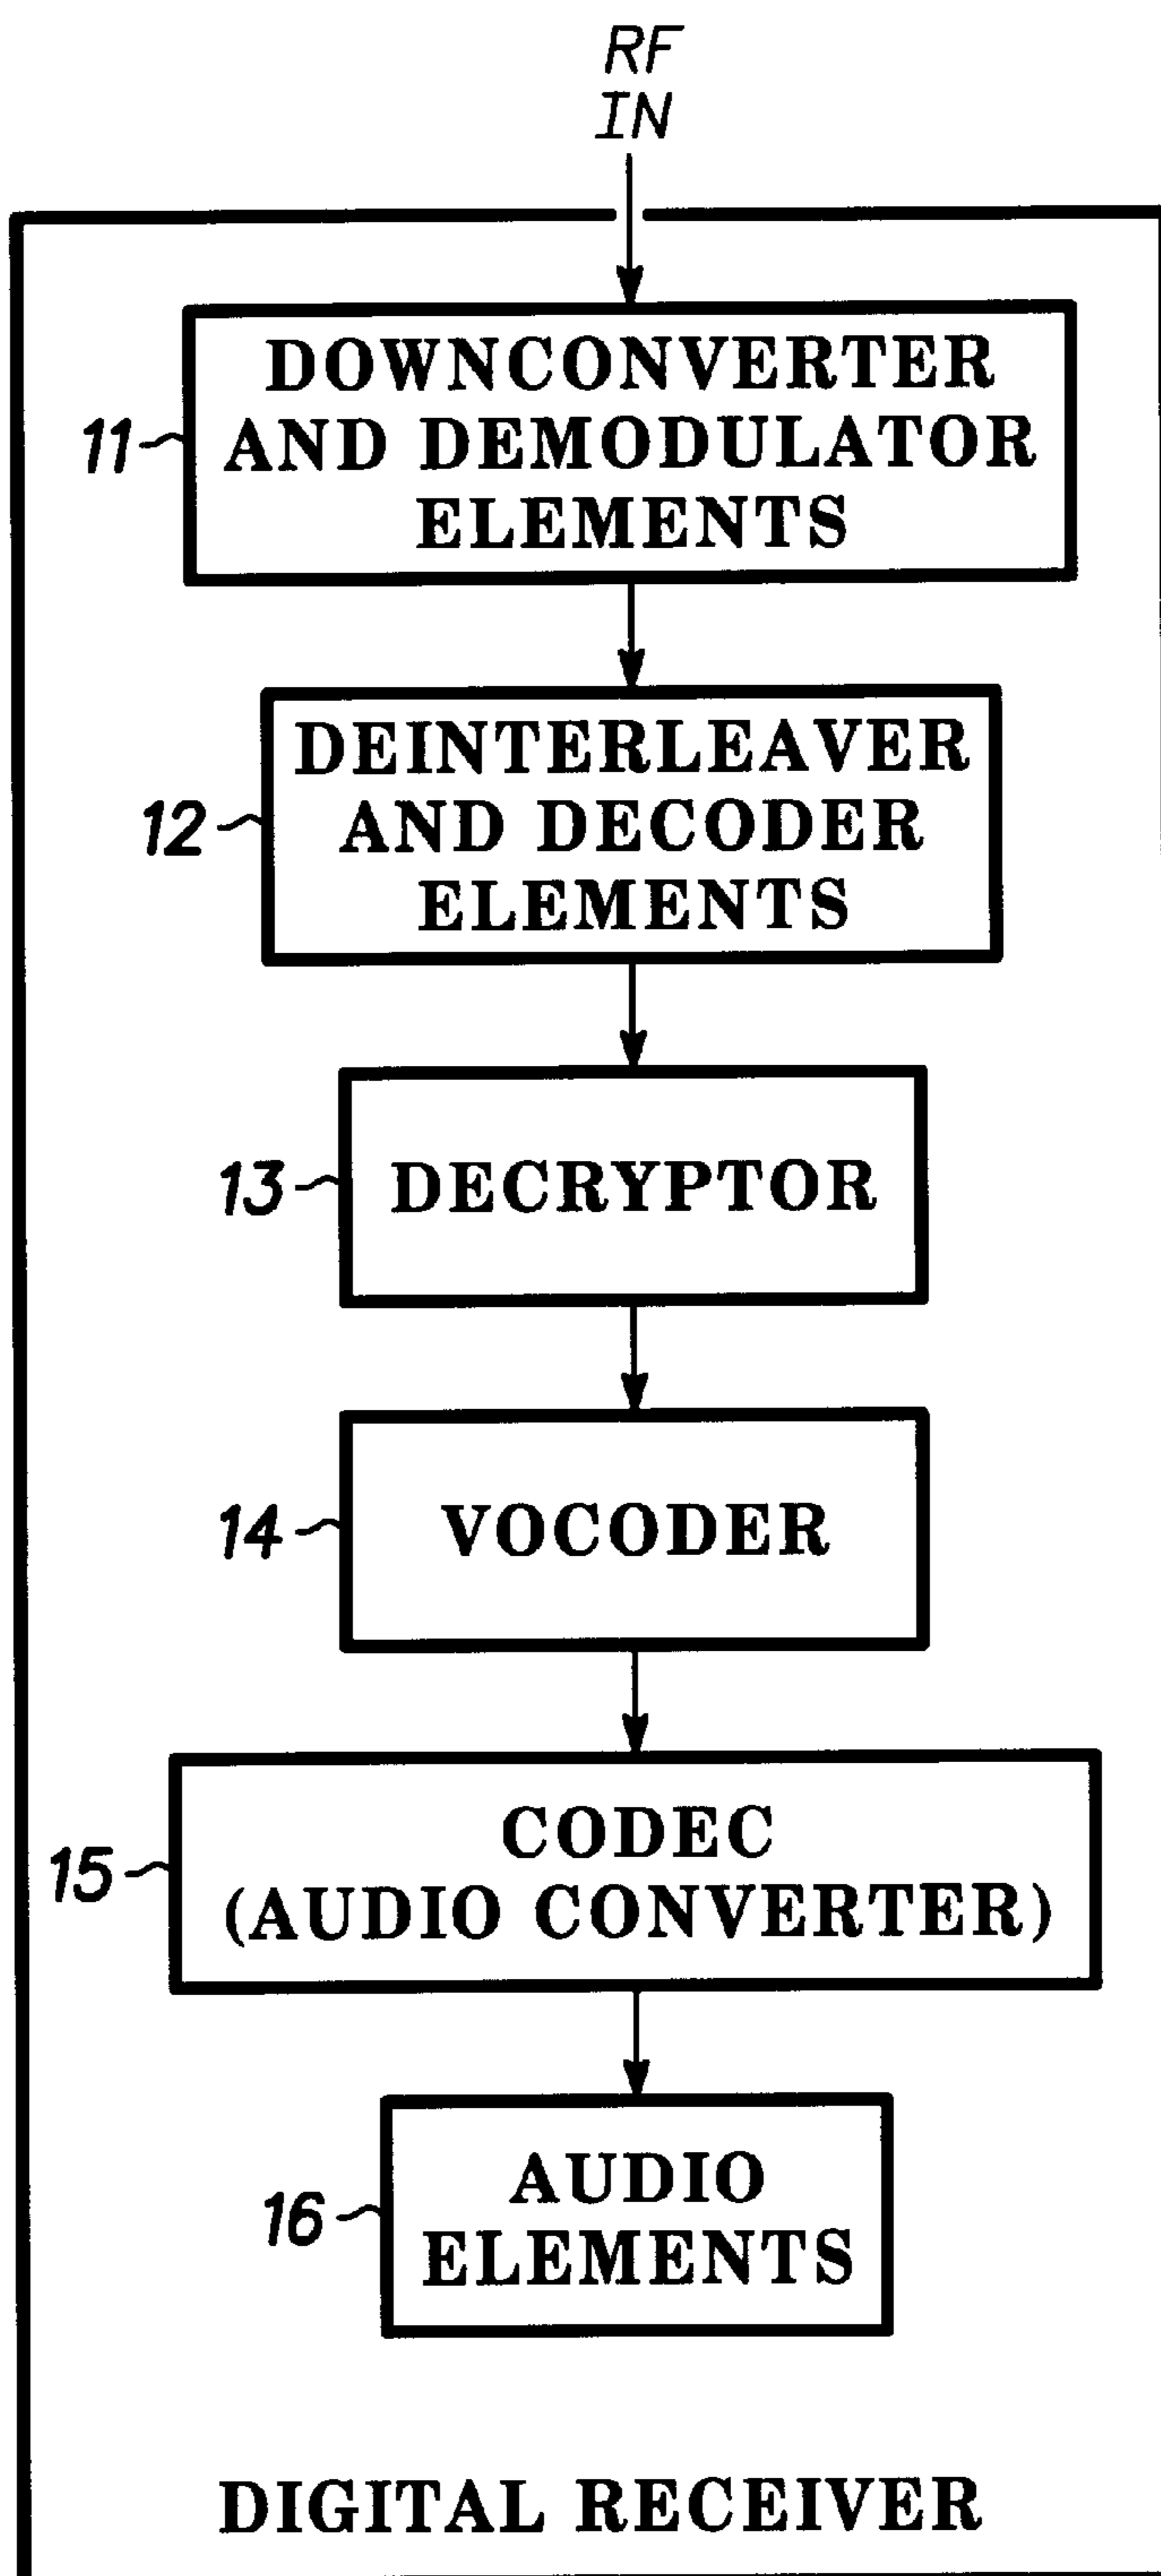 RF
IN
11
DOWNCONVERTER
AND DEMODULATOR
ELEMENTS
12
DEINTERLEAVER
AND DECODER
ELEMENTS
13
DECRYPTOR
14
VOCODER
15
CODEC
(AUDIO CONVERTER)
16
AUDIO
ELEMENTS
DIGITAL RECEIVER